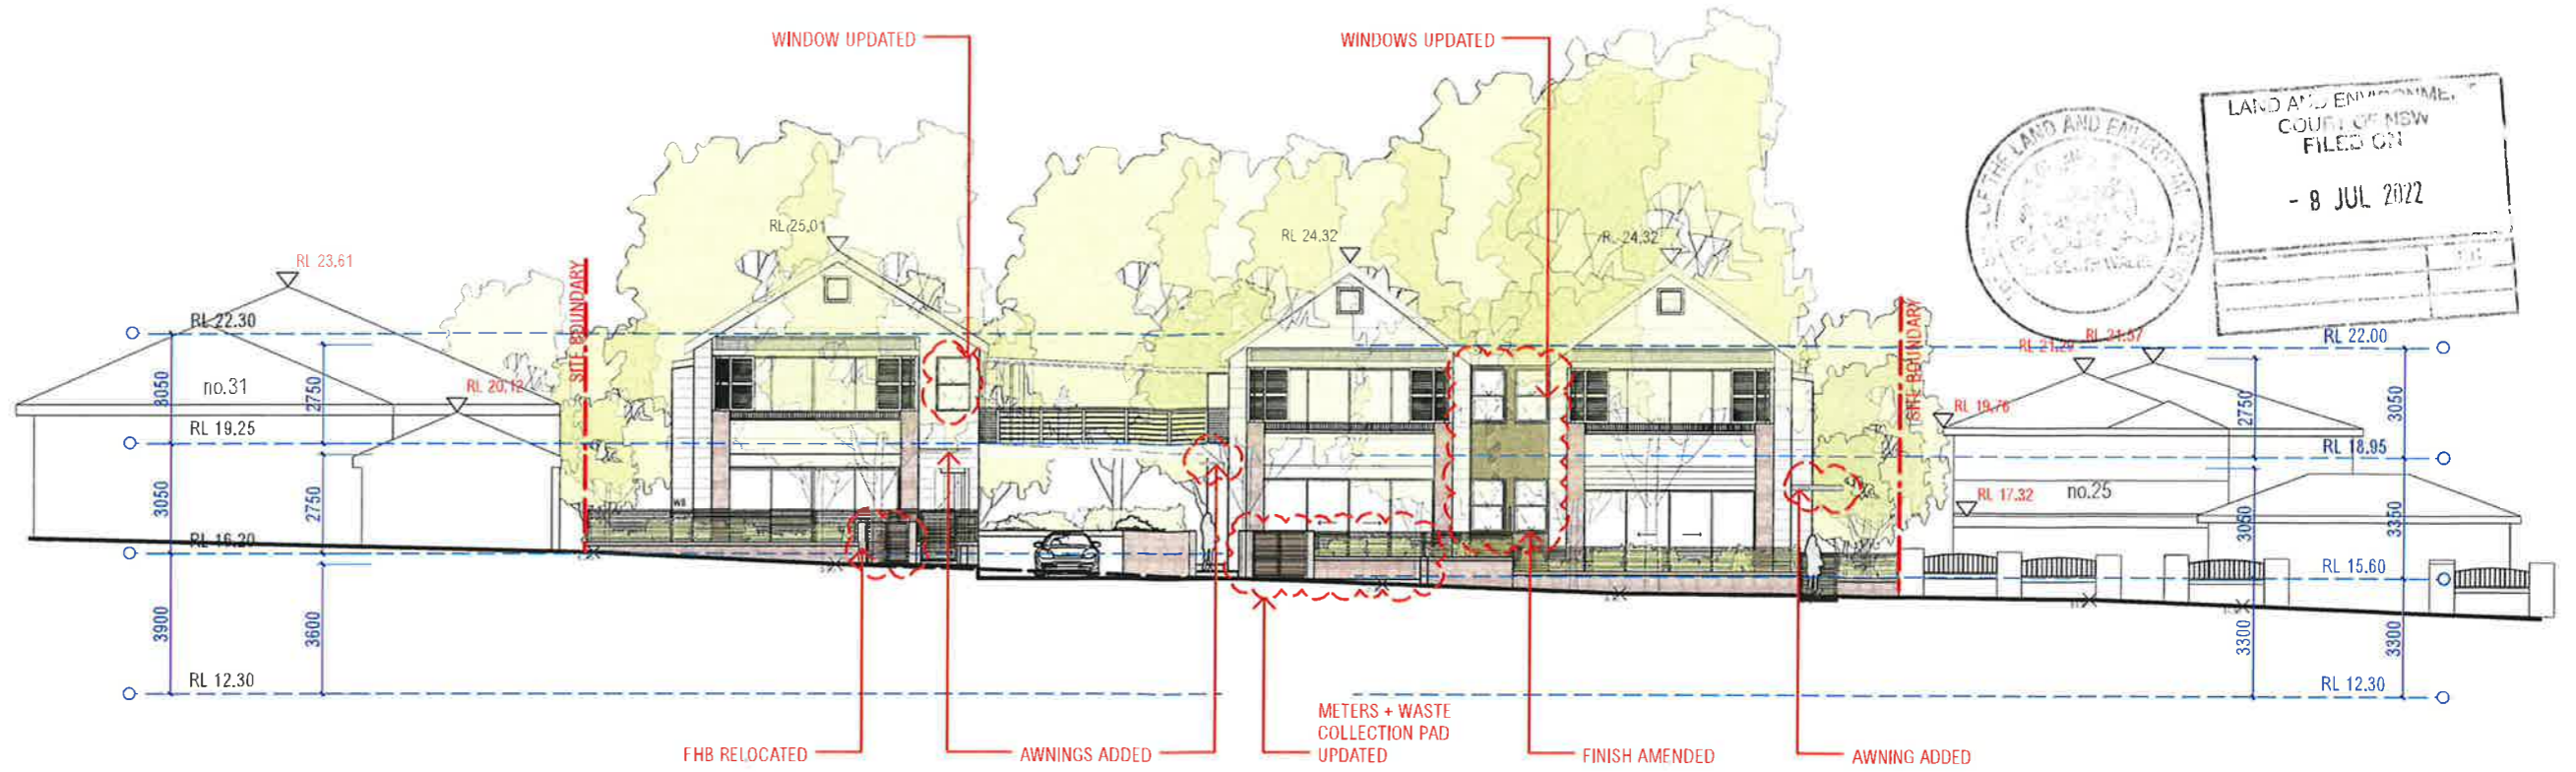 WINDOW UPDATED
WINDOWS UPDATED
LAND AND ENVIRONMENT
COURT OF NSW
FILED ON
- 8 JUL 2022
OF THE LAND AND ENVIRONMENT
RL 25.01
RL 24.32
RL 24.32
RL 23.61
SITE BOUNDARY
SITE BOUNDARY
RL 22.30
RL 22.00
RL 21.57
no.31
RL 20.12
RL 19.76
RL 19.25
RL 18.95
RL 17.32
no.25
RL 16.20
RL 15.60
RL 12.30
RL 12.30
3050
3050
3900
2750
2750
3600
2750
3050
3300
3050
3350
3300
FHB RELOCATED
AWNINGS ADDED
METERS + WASTE
COLLECTION PAD
UPDATED
FINISH AMENDED
AWNING ADDED